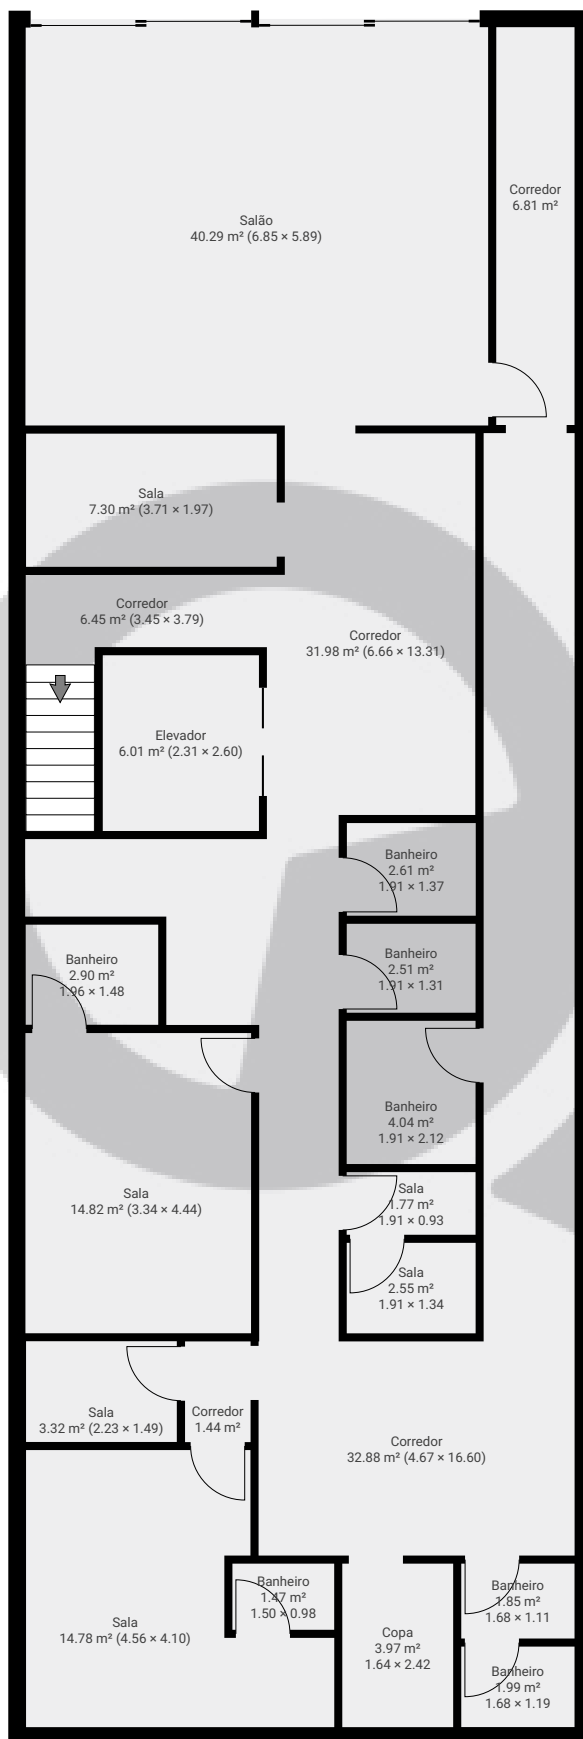 Salão
40.29 m² (6.85 × 5.89)
Corredor
6.81 m²
Sala
7.30 m² (3.71 × 1.97)
Corredor
6.45 m² (3.45 × 3.79)
Corredor
31.98 m² (6.66 × 13.31)
Elevador
6.01 m² (2.31 × 2.60)
Banheiro
2.61 m²
1.91 × 1.37
Banheiro
2.51 m²
1.91 × 1.31
Banheiro
2.90 m²
1.96 × 1.48
Banheiro
4.04 m²
1.91 × 2.12
Sala
14.82 m² (3.34 × 4.44)
Sala
1.77 m²
1.91 × 0.93
Sala
2.55 m²
1.91 × 1.34
Sala
3.32 m² (2.23 × 1.49)
Corredor
1.44 m²
Corredor
32.88 m² (4.67 × 16.60)
Banheiro
1.47 m²
1.50 × 0.98
Sala
14.78 m² (4.56 × 4.10)
Copa
3.97 m²
1.64 × 2.42
Banheiro
1.85 m²
1.68 × 1.11
Banheiro
1.99 m²
1.68 × 1.19